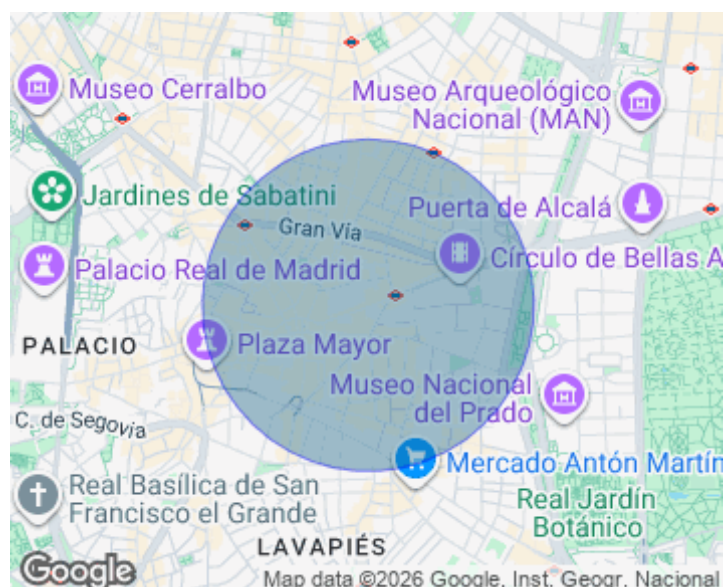 Museo Cerralbo
Museo Arqueológico
Nacional (MAN)
Jardines de Sabatini
Puerta de Alcalá
Gran Vía
Círculo de Bellas A
Palacio Real de Madrid
PALACIO
Plaza Mayor
Museo Nacional
del Prado
C. de Segovia
Mercado Antón Martín
Real Basílica de San
Francisco el Grande
Real Jardín
Botánico
LAVAPIÉS
Google
Map data ©2026 Google, Inst. Geogr. Nacional